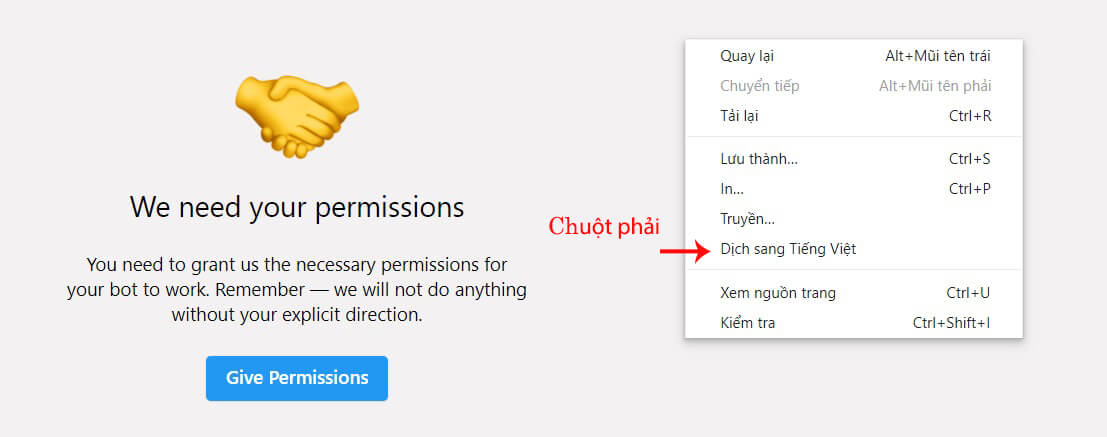 We need your permissions
You need to grant us the necessary permissions for
your bot to work. Remember — we will not do anything
without your explicit direction.
Give Permissions
Chuột phải
Quay lại Alt+Mũi tên trái
Chuyển tiếp Alt+Mũi tên phải
Tải lại Ctrl+R
Lưu thành... Ctrl+S
In... Ctrl+P
Truyền...
Dịch sang Tiếng Việt
Xem nguồn trang Ctrl+U
Kiểm tra Ctrl+Shift+I